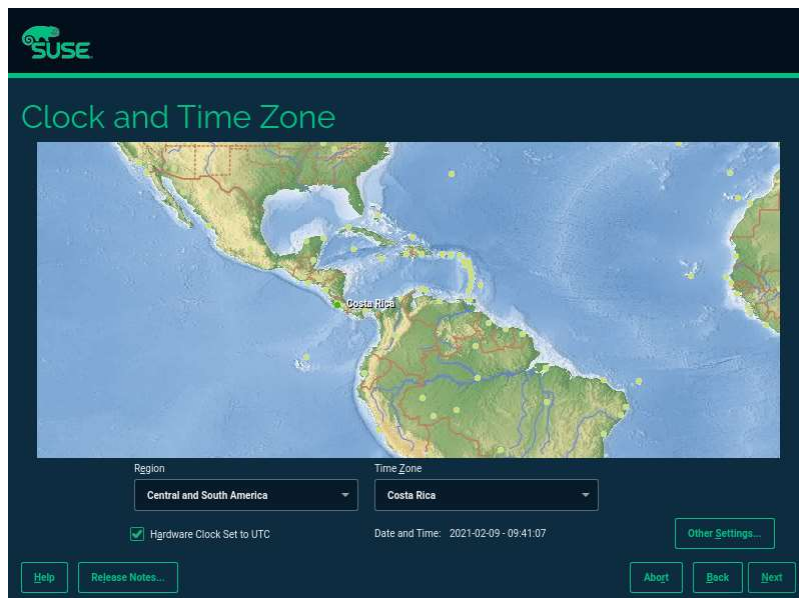 SUSE
Clock and Time Zone
Costa Rica
Region
Time Zone
Central and South America
Costa Rica
Hardware Clock Set to UTC
Date and Time: 2021-02-09 - 09:41:07
Other Settings...
Help
Release Notes...
Abort
Back
Next